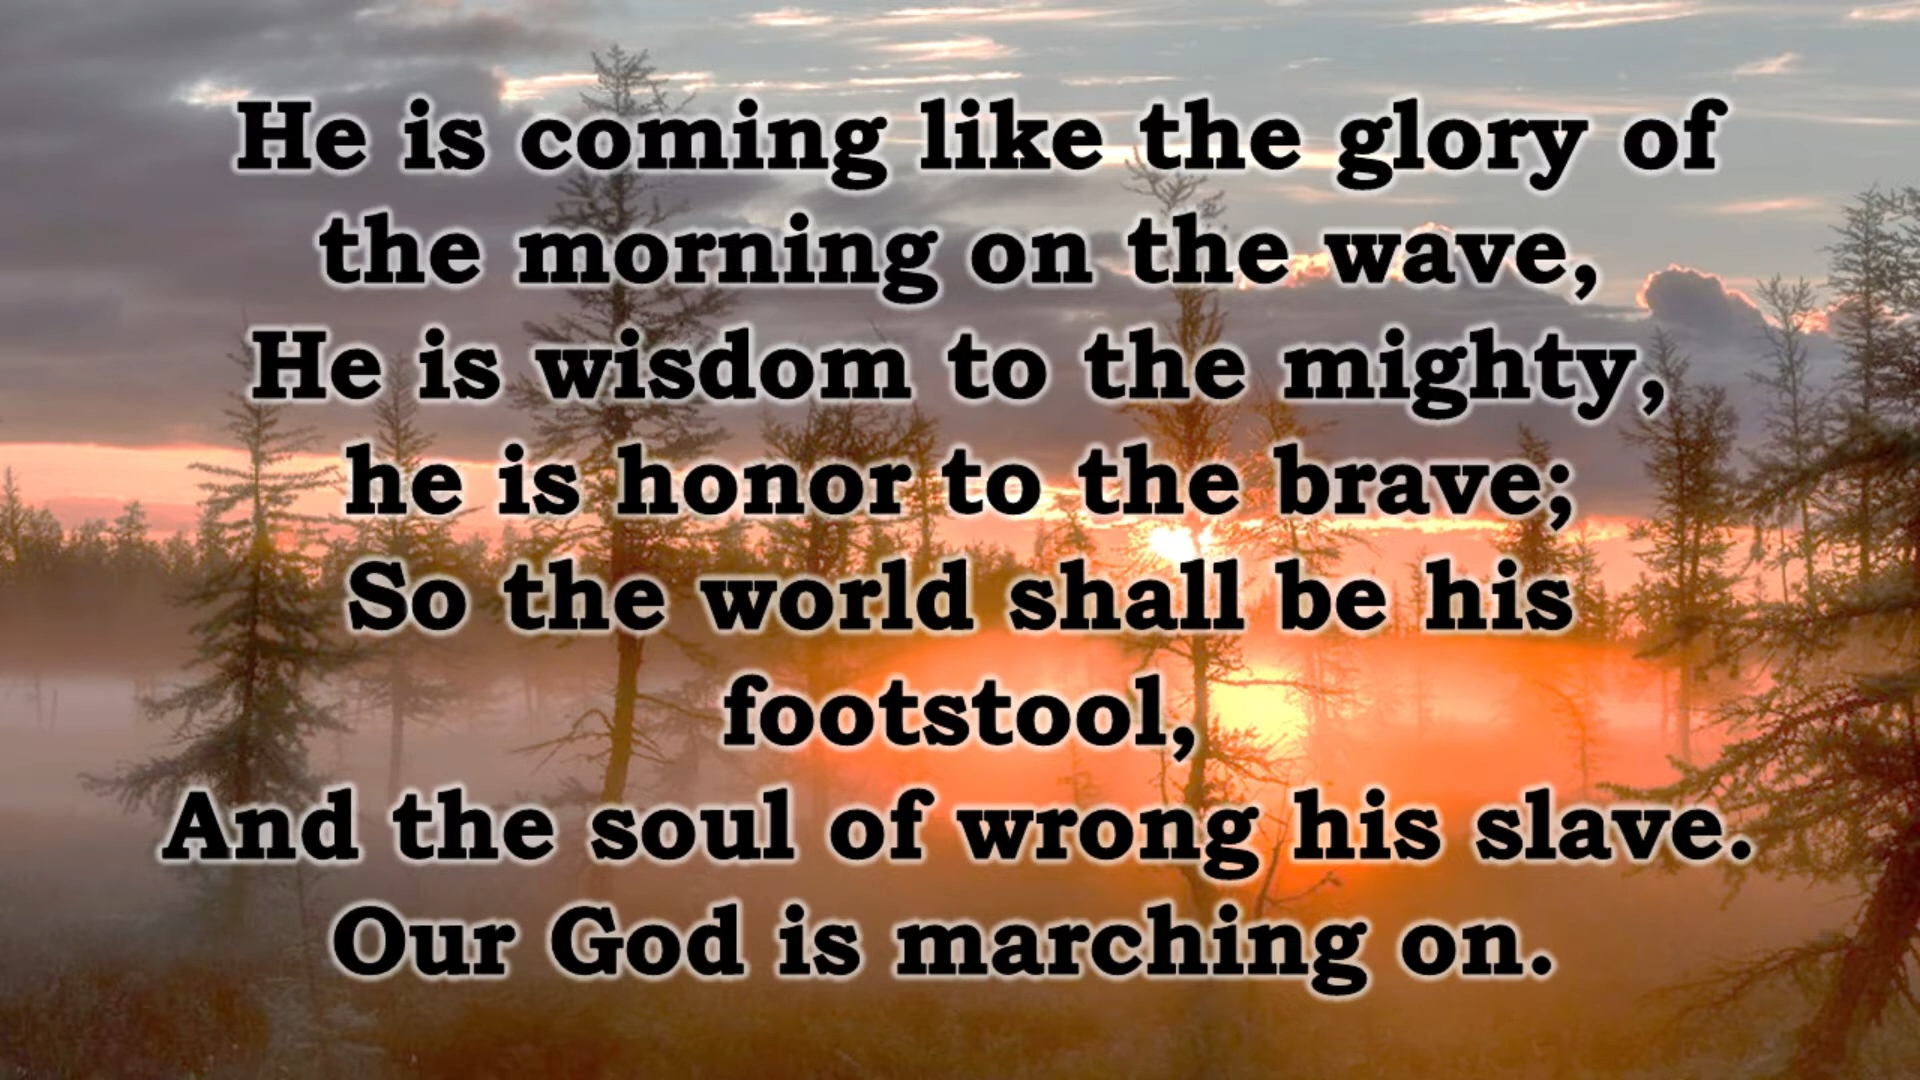 He is coming like the glory of
the morning on the wave,
He is wisdom to the mighty,
he is honor to the brave;
So the world shall be his
footstool,
And the soul of wrong his slave.
Our God is marching on.